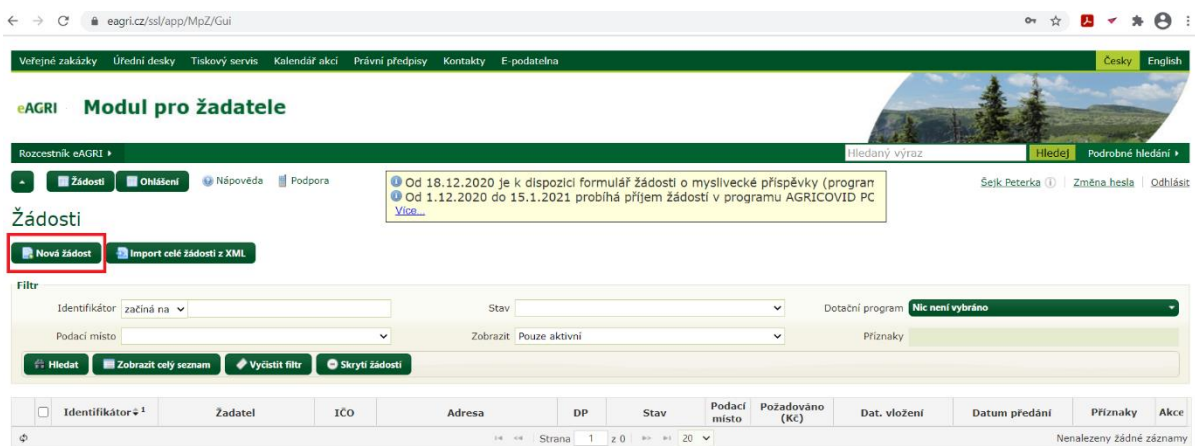 eagri.cz/ssl/app/MpZ/Gui
Veřejné zakázky Úřední desky Tiskový servis Kalendář akcí Právní předpisy Kontakty E-podatelna Česky English
eAGRI Modul pro žadatele
Rozcestník eAGRI Hledaný výraz Hledej Podrobné hledání
Žádosti Ohlášení Nápověda Podpora Šejk Peterka Změna hesla Odhlásit
Od 18.12.2020 je k dispozici formulář žádosti o myslivecké příspěvky (program
Od 1.12.2020 do 15.1.2021 probíhá příjem žádostí v programu AGRICOVID PO
Více...
Žádosti
Nová žádost Import celé žádosti z XML
Filtr
Identifikátor začíná na Stav Dotační program Nic není vybráno
Podací místo Zobrazit Pouze aktivní Příznaky
Hledat Zobrazit celý seznam Vyčistit filtr Skrytí žádostí
Identifikátor 1 Žadatel IČO Adresa DP Stav Podací místo Požadováno (Kč) Dat. vložení Datum předání Příznaky Akce
Strana 1 z 0 20 Nenalezeny žádné záznamy